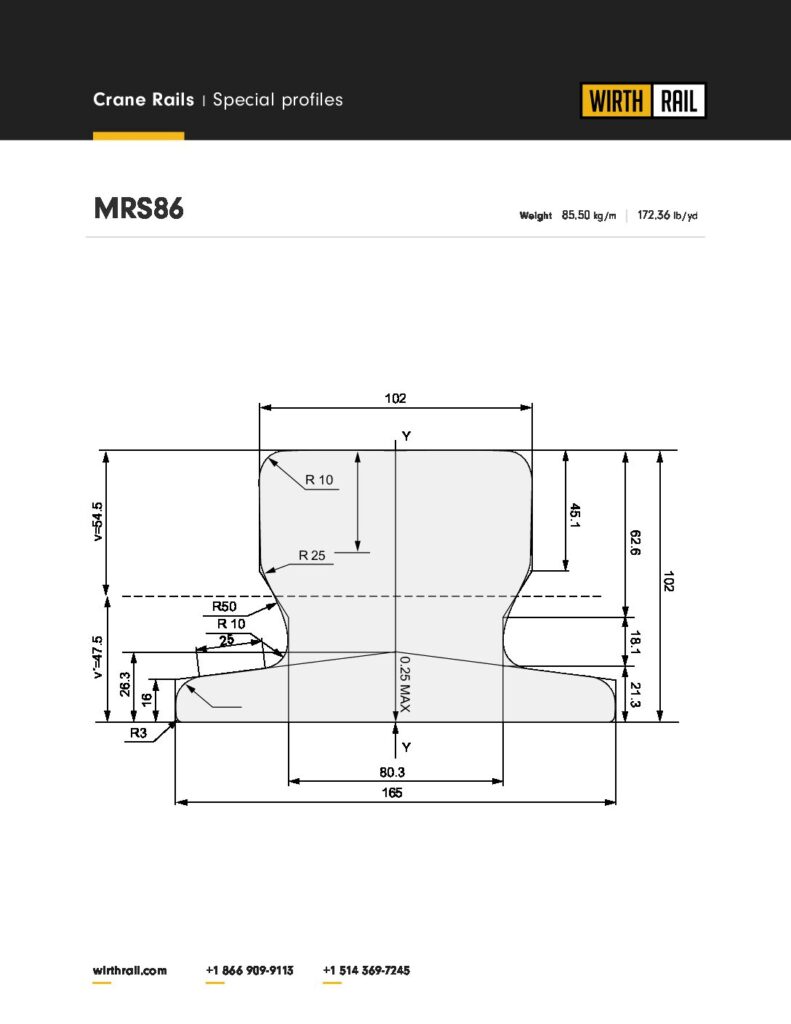 Crane Rails | Special profiles
WIRTH RAIL
MRS86
Weight 85,50 kg/m | 172,36 lb/yd
102
Y
R 10
v=54.5
45.1
62.6
R 25
102
R50
R 10
25
v'=47.5
18.1
26.3
16
0.25 MAX
21.3
R3
Y
80.3
165
wirthrail.com
+1 866 909-9113
+1 514 369-7245